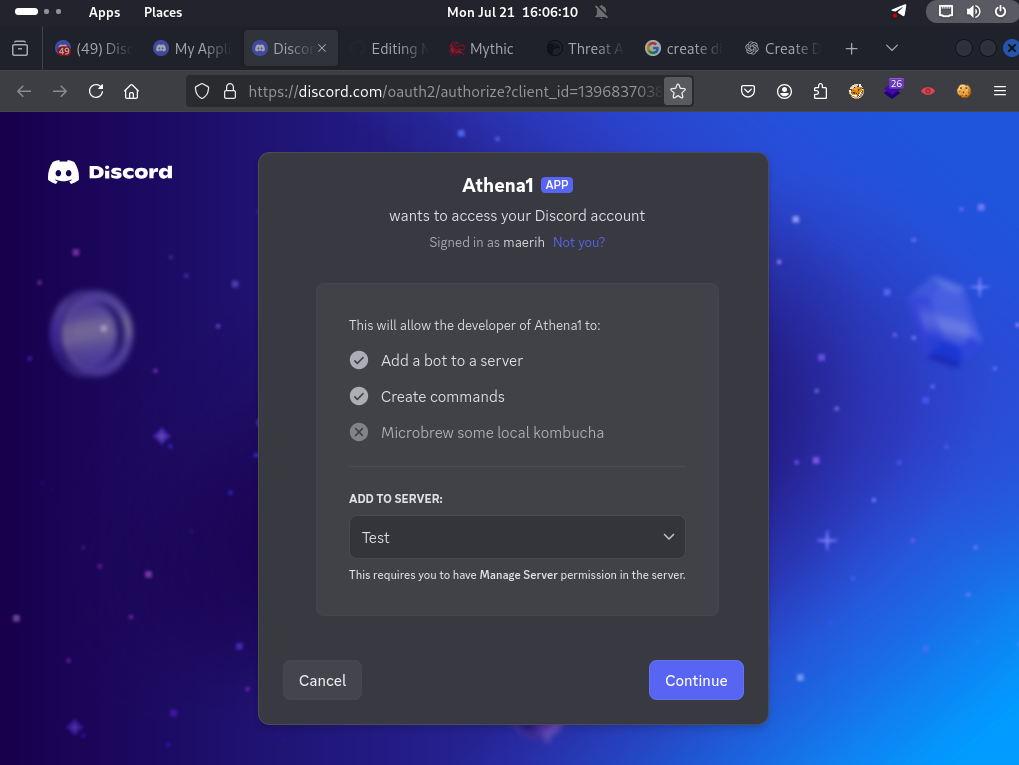 Apps Places Mon Jul 21 16:06:10
49 (49) Disc My Appli Discor Editing M Mythic Threat A create di Create D
https://discord.com/oauth2/authorize?client_id=1396837038
26
Discord
Athena1 APP
wants to access your Discord account
Signed in as maerih Not you?
This will allow the developer of Athena1 to:
Add a bot to a server
Create commands
Microbrew some local kombucha
ADD TO SERVER:
Test
This requires you to have Manage Server permission in the server.
Cancel Continue